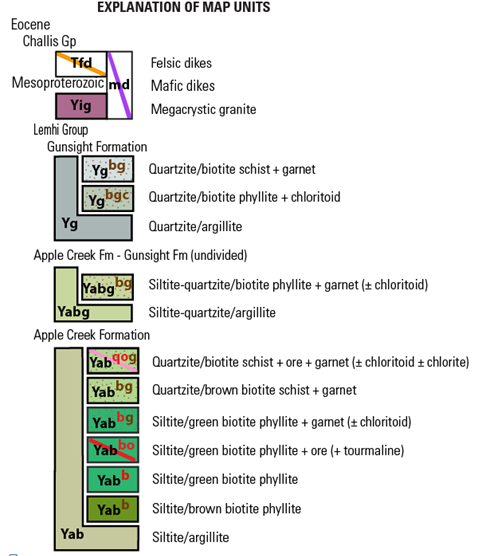 EXPLANATION OF MAP UNITS
Eocene
Challis Gp
Tfd Felsic dikes
Mesoproterozoic md Mafic dikes
Yig Megacrystic granite
Lemhi Group
Gunsight Formation
Ygbg Quartzite/biotite schist + garnet
Ygbgc Quartzite/biotite phyllite + chloritoid
Yg Quartzite/argillite
Apple Creek Fm - Gunsight Fm (undivided)
Yabgbg Siltite-quartzite/biotite phyllite + garnet (± chloritoid)
Yabg Siltite-quartzite/argillite
Apple Creek Formation
Yabqog Quartzite/biotite schist + ore + garnet (± chloritoid ± chlorite)
Yabbg Quartzite/brown biotite schist + garnet
Yabbg Siltite/green biotite phyllite + garnet (± chloritoid)
Yabbo Siltite/green biotite phyllite + ore (+ tourmaline)
Yabb Siltite/green biotite phyllite
Yabb Siltite/brown biotite phyllite
Yab Siltite/argillite